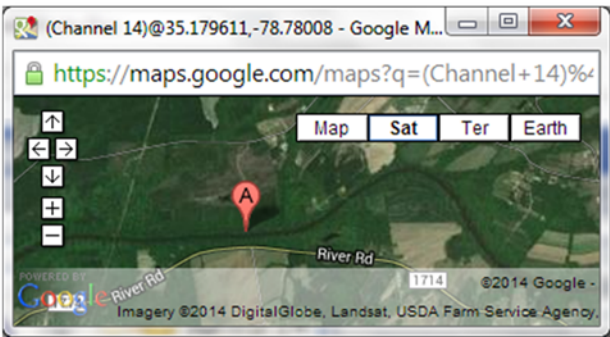 (Channel 14)@35.179611,-78.78008 - Google M...
https://maps.google.com/maps?q=(Channel+14)%4
Map Sat Ter Earth
A
River Rd
1714
River Rd
POWERED BY
Google
©2014 Google -
Imagery ©2014 DigitalGlobe, Landsat, USDA Farm Service Agency,